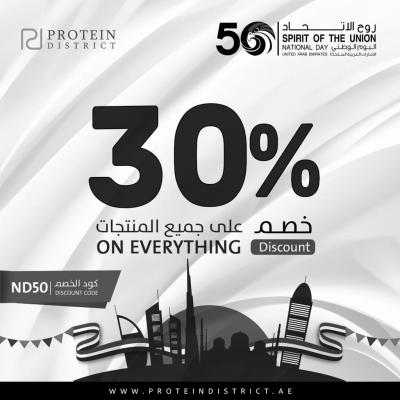 PROTEIN
DISTRICT
50
روح الاتحاد
SPIRIT OF THE UNION
NATIONAL DAY اليوم الوطني
UNITED ARAB EMIRATES الإمارات العربية المتحدة
30%
خصم على جميع المنتجات
ON EVERYTHING Discount
ND50 كود الخصم
DISCOUNT CODE
WWW.PROTEINDISTRICT.AE